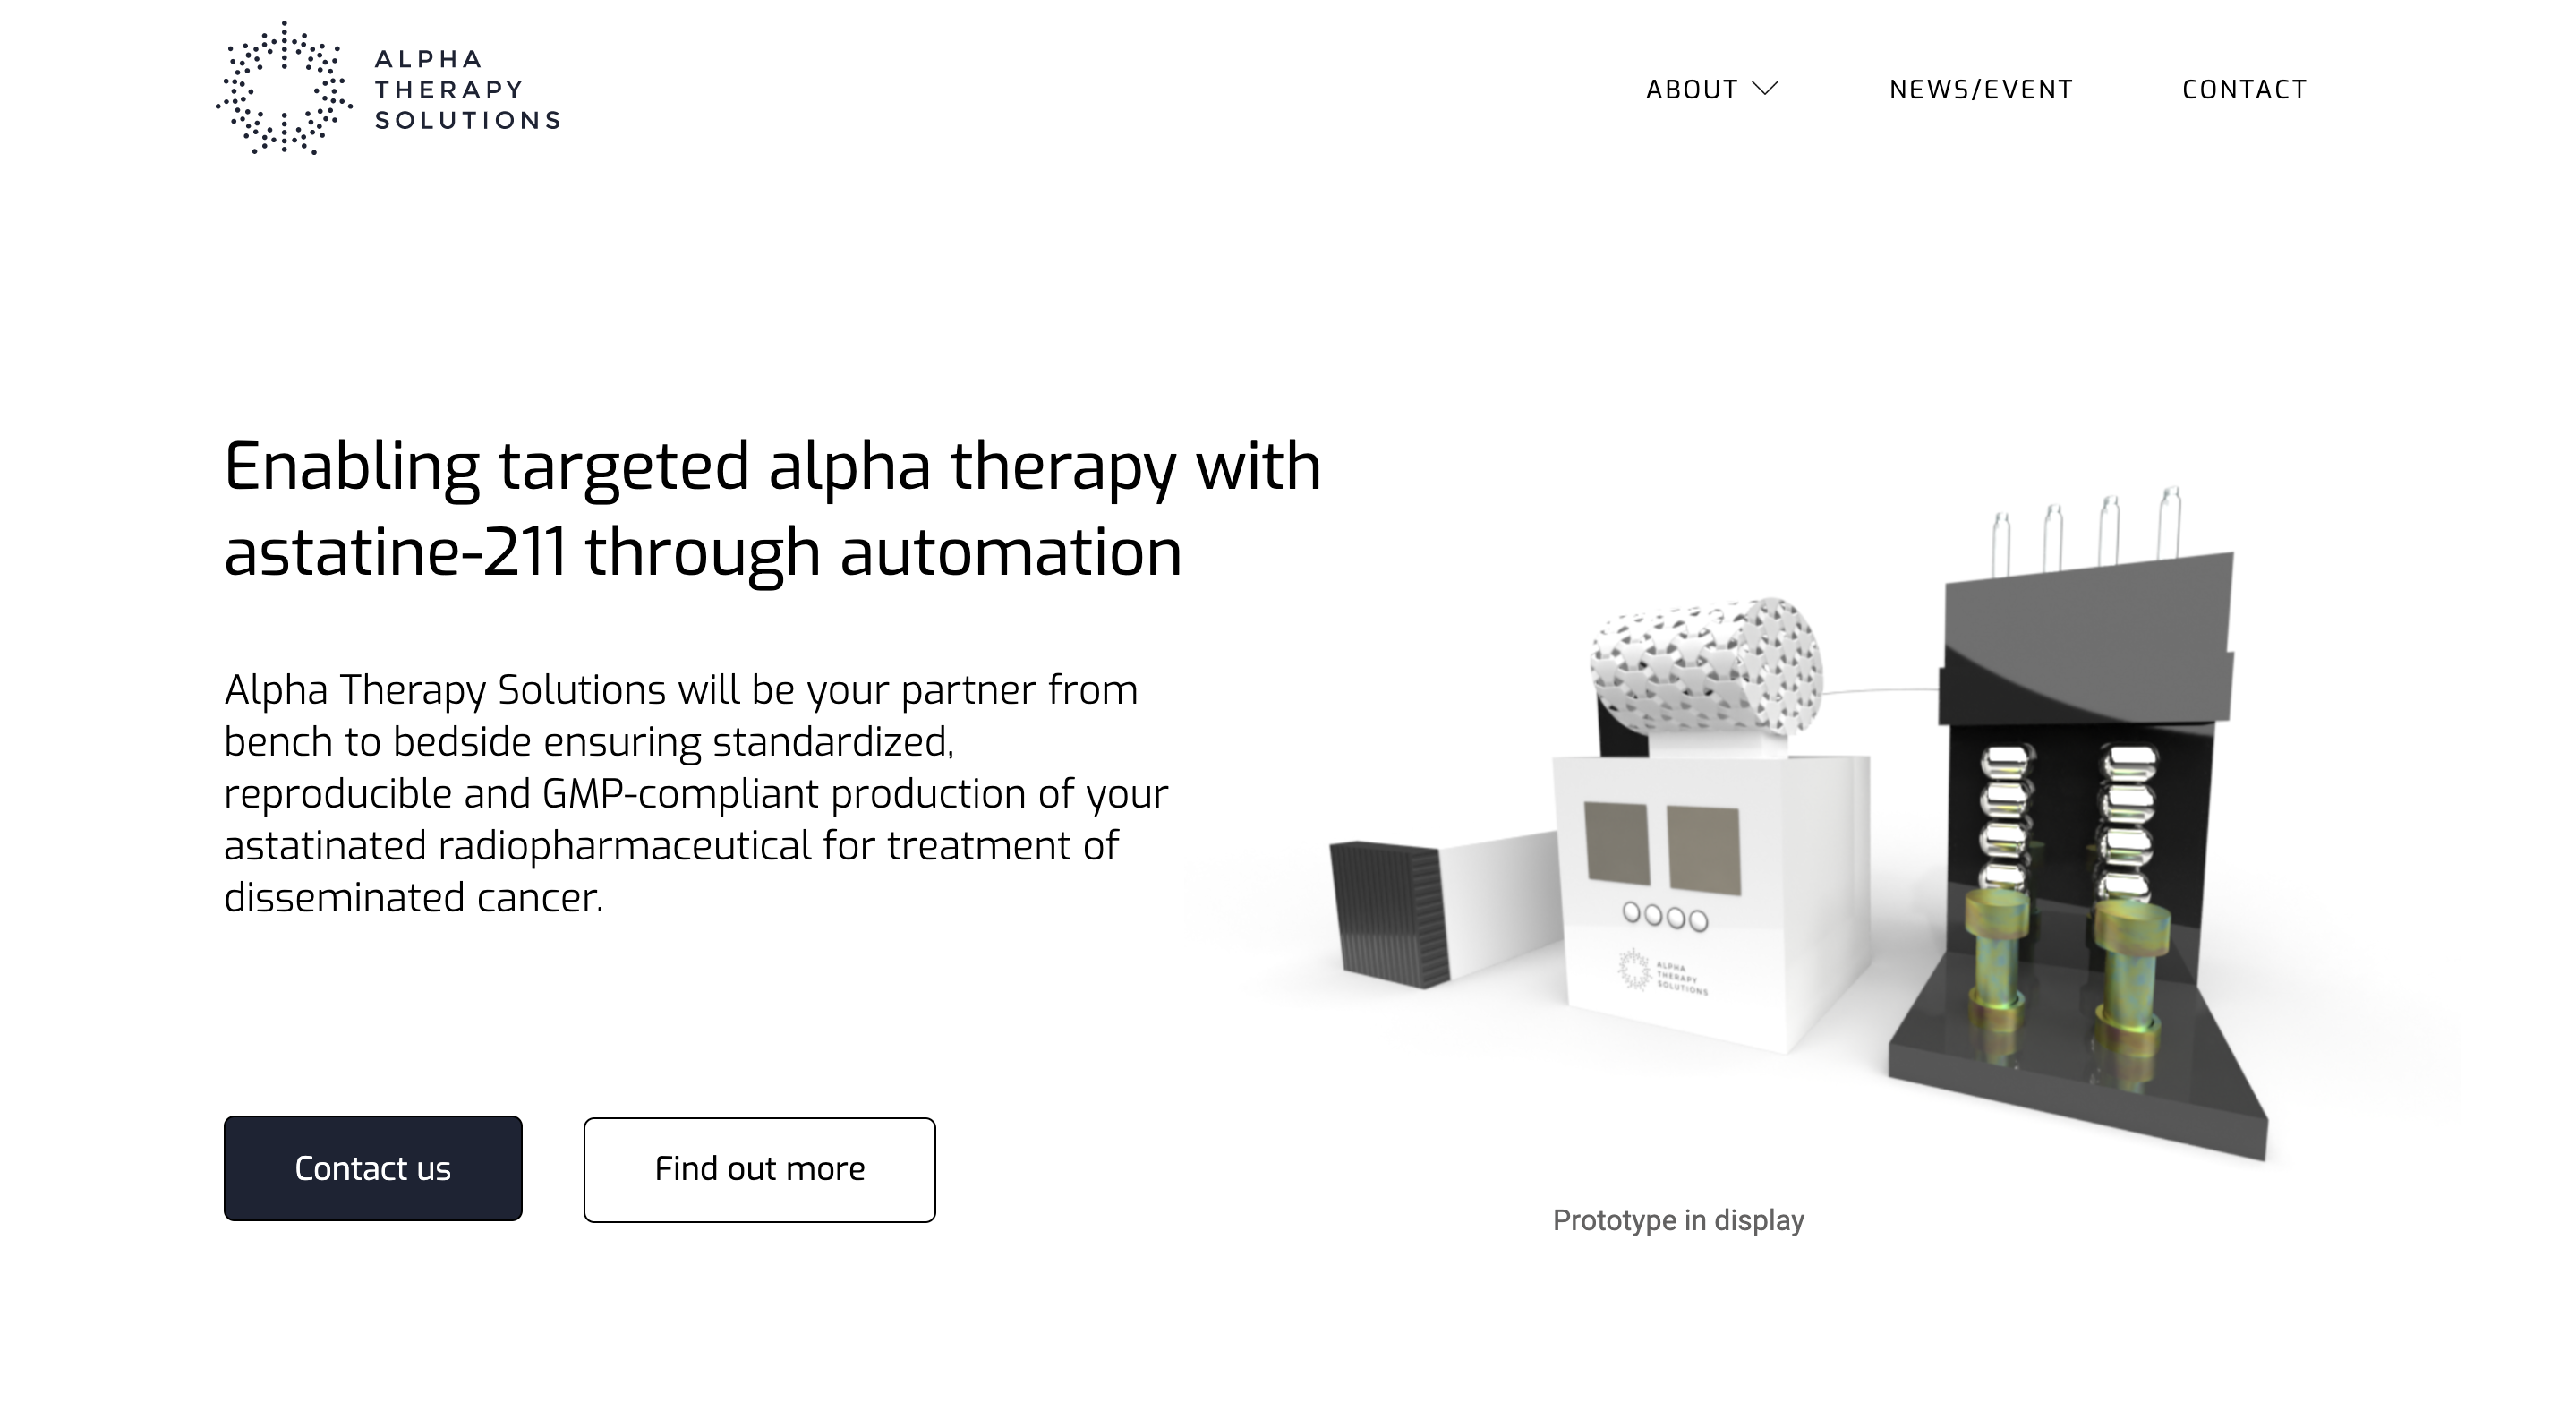 ALPHA
THERAPY
SOLUTIONS
ABOUT
NEWS/EVENT
CONTACT
Enabling targeted alpha therapy with
astatine-211 through automation
Alpha Therapy Solutions will be your partner from
bench to bedside ensuring standardized,
reproducible and GMP-compliant production of your
astatinated radiopharmaceutical for treatment of
disseminated cancer.
Contact us
Find out more
ALPHA
THERAPY
SOLUTIONS
Prototype in display